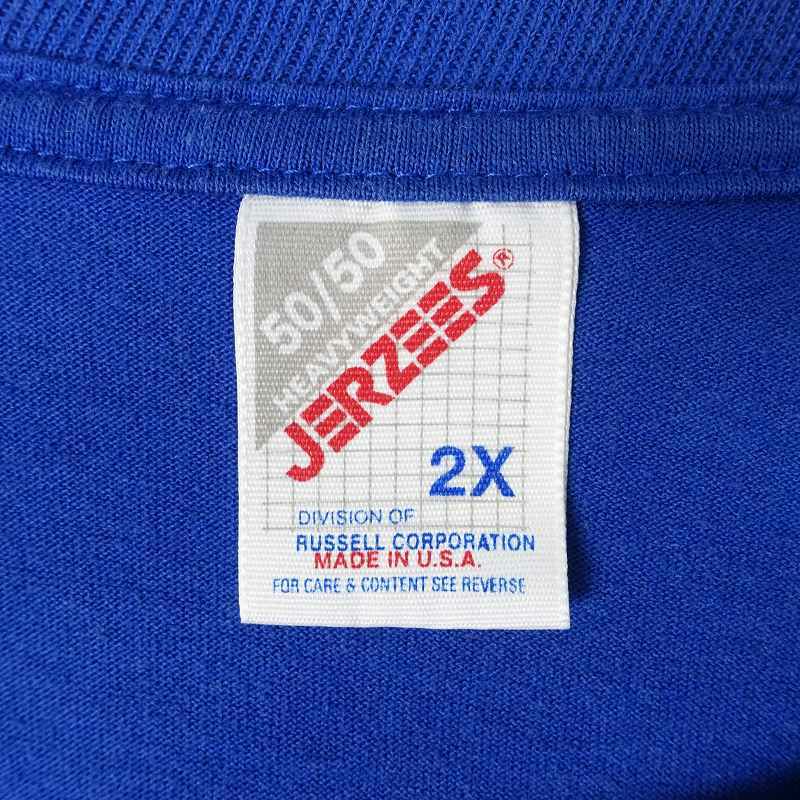 50/50
HEAVYWEIGHT
JERZEES®
2X
DIVISION OF
RUSSELL CORPORATION
MADE IN U.S.A.
FOR CARE & CONTENT SEE REVERSE